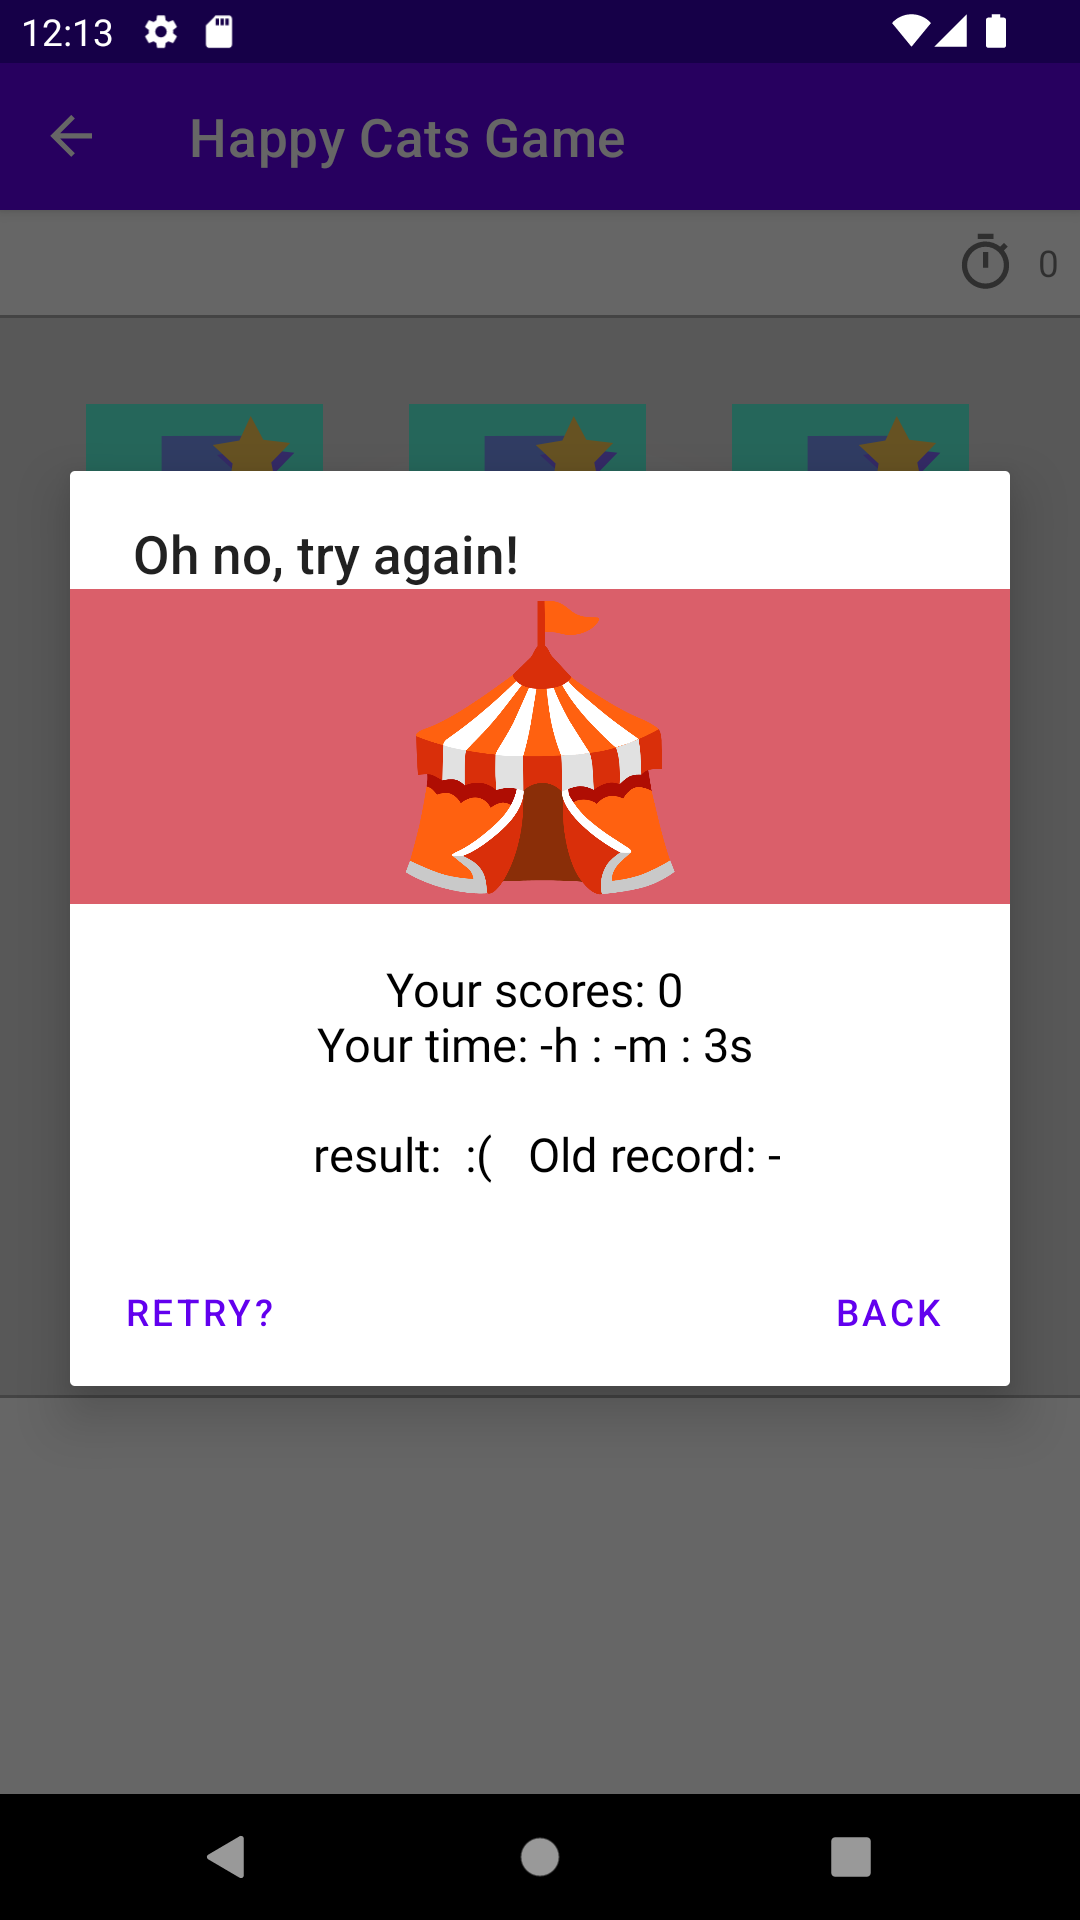 12:13
Happy Cats Game
0
Oh no, try again!
Your scores: 0
Your time: -h : -m : 3s
result:  :(   Old record: -
RETRY?
BACK